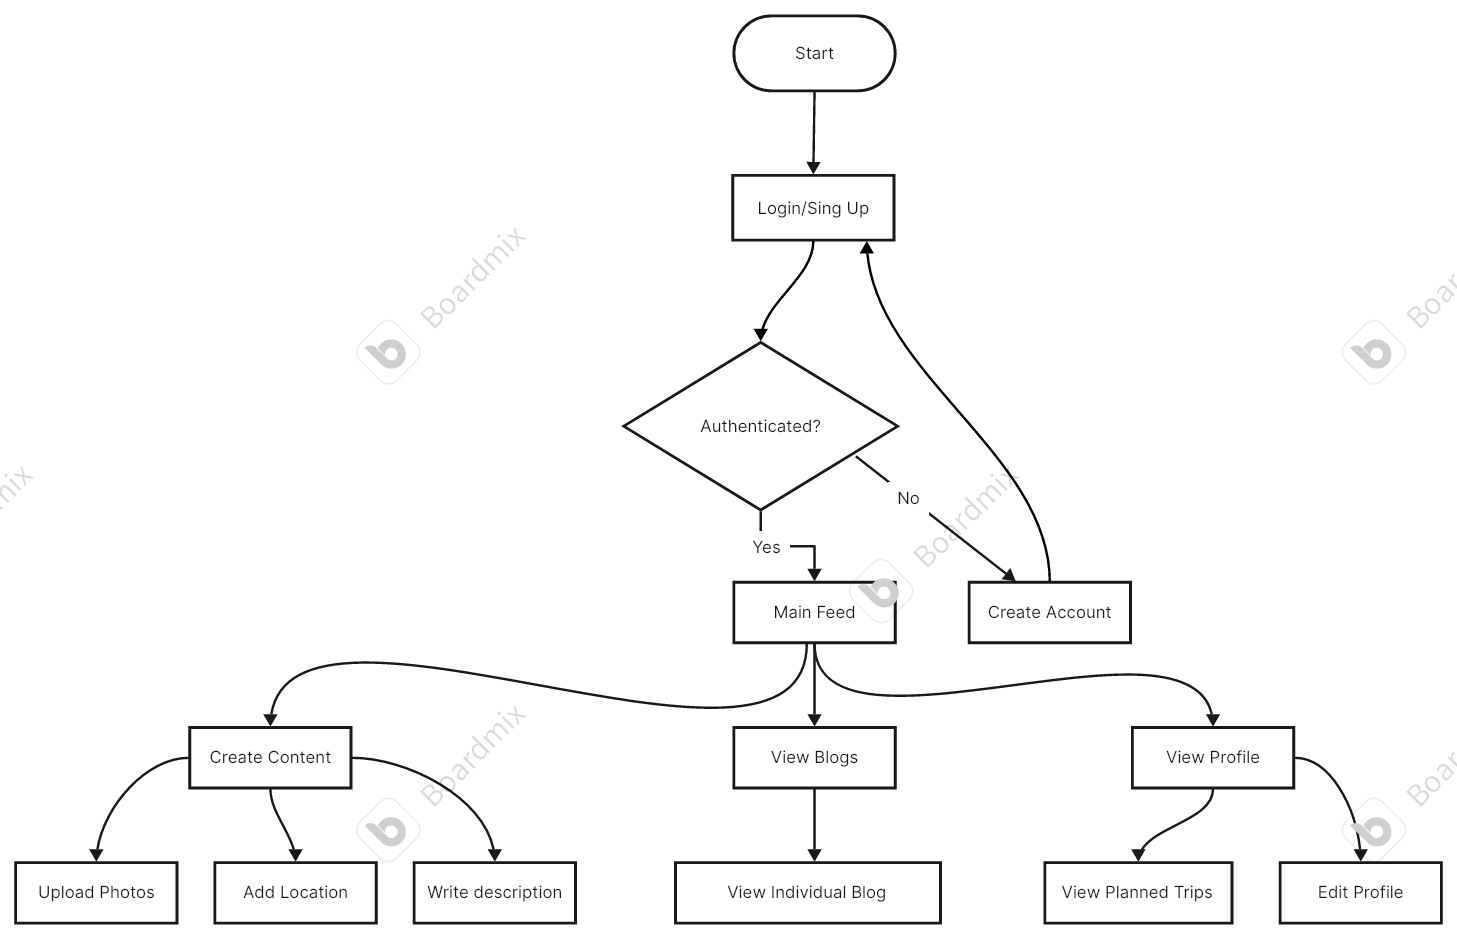 Start
Login/Sing Up
Boardmix
Boar
Authenticated?
mix
No
Boardmix
Yes
Main Feed
Create Account
Boardmix
Boar
Create Content
View Blogs
View Profile
Upload Photos
Add Location
Write description
View Individual Blog
View Planned Trips
Edit Profile